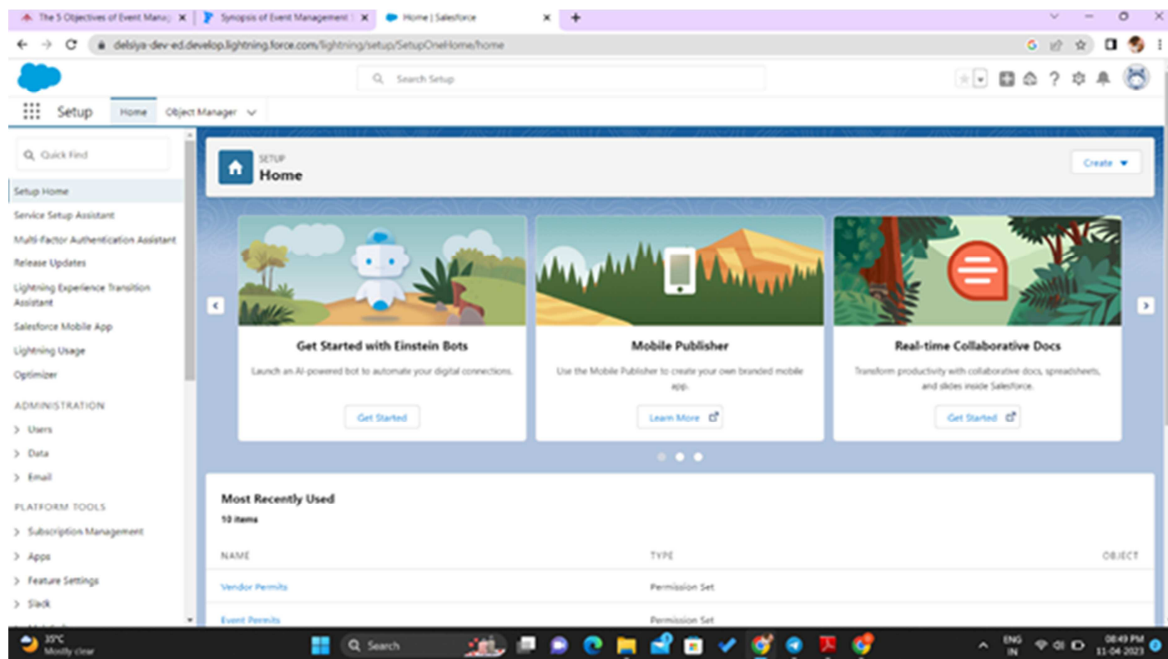 The 5 Objectives of Event Manag
Synopsis of Event Management
Home | Salesforce
delsiya-dev-ed.develop.lightning.force.com/lightning/setup/SetupOneHome/home
Search Setup
Setup
Home
Object Manager
Quick Find
SETUP
Home
Create
Setup Home
Service Setup Assistant
Multi-Factor Authentication Assistant
Release Updates
Lightning Experience Transition
Assistant
Salesforce Mobile App
Lightning Usage
Optimizer
ADMINISTRATION
Users
Data
Email
PLATFORM TOOLS
Subscription Management
Apps
Feature Settings
Slack
Get Started with Einstein Bots
Launch an AI-powered bot to automate your digital connections.
Get Started
Mobile Publisher
Use the Mobile Publisher to create your own branded mobile
app.
Learn More
Real-time Collaborative Docs
Transform productivity with collaborative docs, spreadsheets,
and slides inside Salesforce.
Get Started
Most Recently Used
10 items
NAME TYPE OBJECT
Vendor Permits Permission Set
Event Permits Permission Set
35°C
Mostly clear
Search
ENG
IN
08:49 PM
11-04-2023